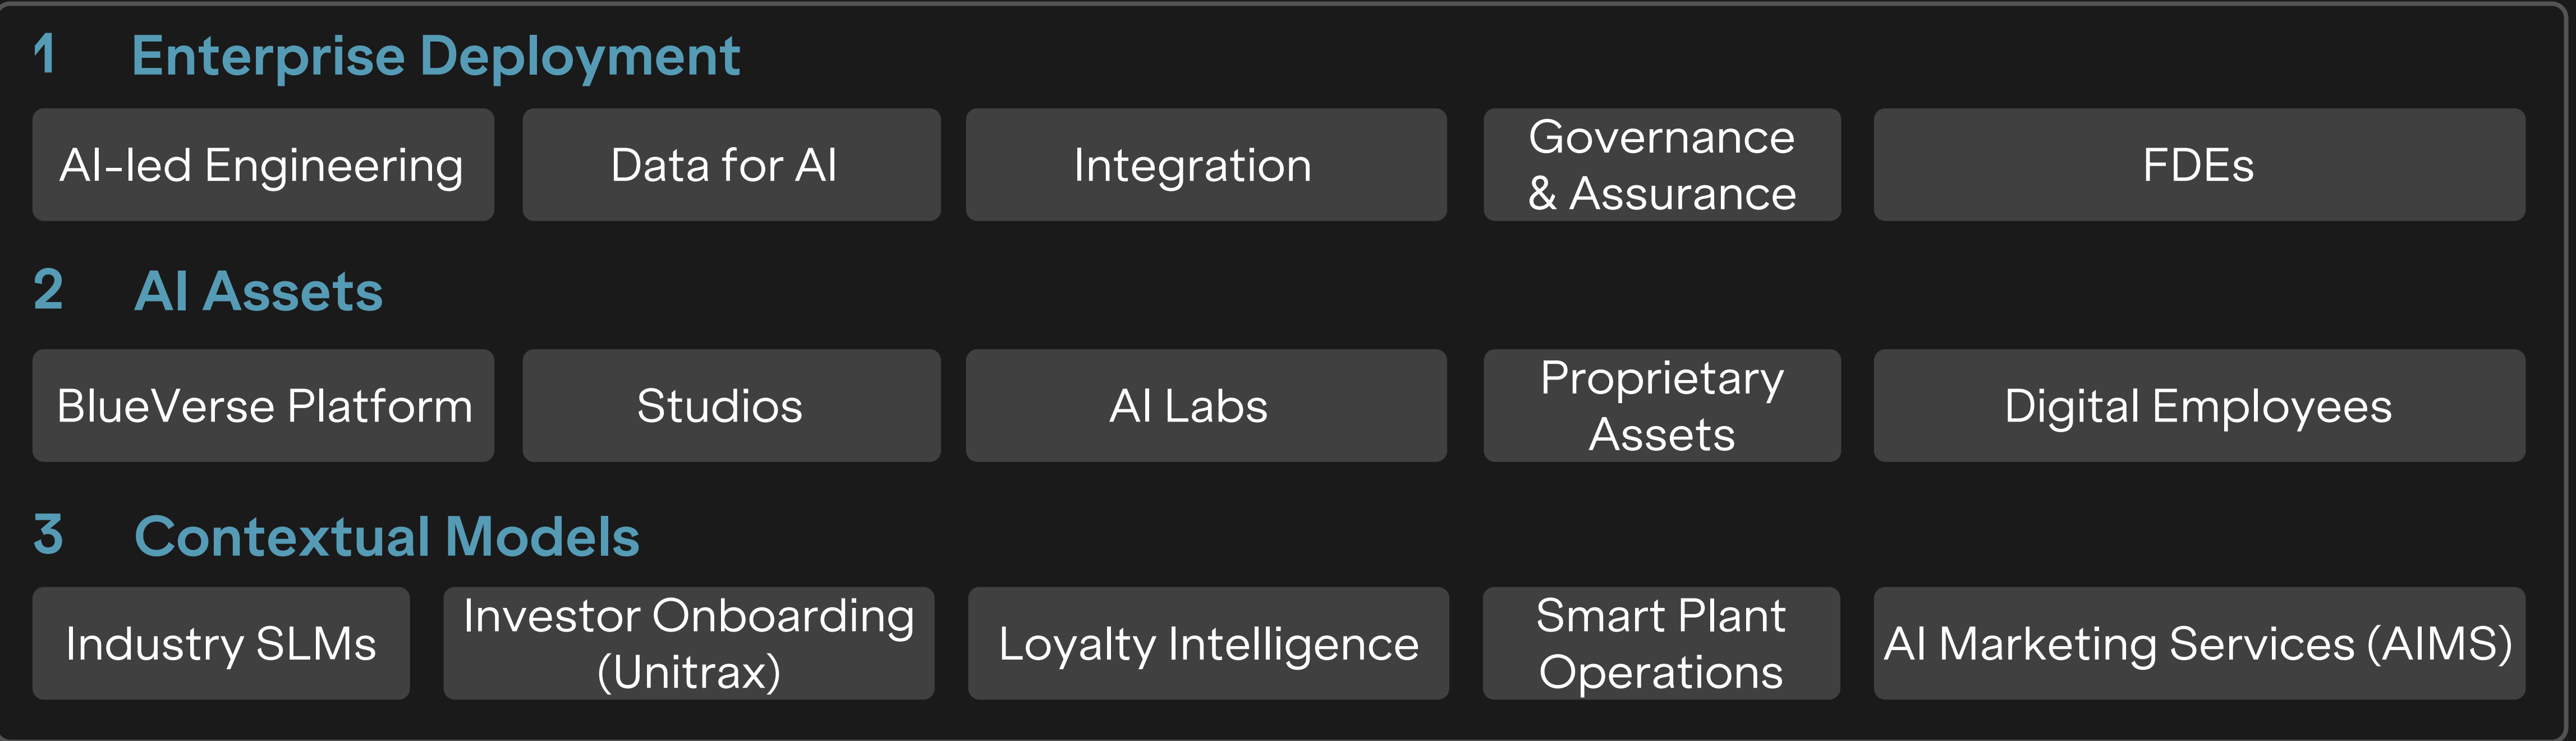 1 Enterprise Deployment
AI-led Engineering
Data for AI
Integration
Governance
& Assurance
FDEs
2 AI Assets
BlueVerse Platform
Studios
AI Labs
Proprietary
Assets
Digital Employees
3 Contextual Models
Industry SLMs
Investor Onboarding
(Unitrax)
Loyalty Intelligence
Smart Plant
Operations
AI Marketing Services (AIMS)